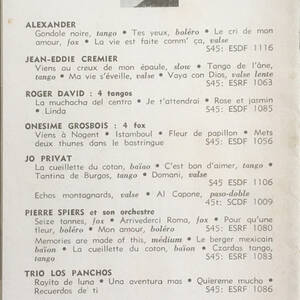 ALEXANDER
Gondole noire, tango • Tes yeux, boléro • Le cri de mon
amour, fox • La vie est faite comm' ça, valse
S45: ESDF 1116
JEAN-EDDIE CREMIER
Viens au creux de mon épaule, slow • Tango de l'âne,
tango • Ma vie s'éveille, valse • Vaya con Dios, valse lente
S45: ESRF 1063
ROGER DAVID : 4 tangos
La muchacha del centro • Je t'attendrai • Rose et jasmin
• Linda S45: ESDF 1085
ONESIME GROSBOIS : 4 fox
Viens à Nogent • Istamboul • Fleur de papillon • Mets
deux thunes dans le bastringue S45: ESDF 1056
JO PRIVAT
La cueillette du coton, baïao • C'est bon d'aimer, tango •
Tantina de Burgos, tango • Domani, valse
S45 ESDF 1106
Echos montagnards, valse • Al Capone, paso-doble
45t: SCDF 1009
PIERRE SPIERS et son orchestre
Seize tonnes, fox • Arrivederci Roma, fox • Pour qu'une
fleur, boléro • Mon amour, boléro S45: ESRF 1080
Memories are made of this, médium • Le berger mexicain
baïon • La cueillette du coton, baïon • Czardas tango,
tango S45: ESRF 1083
TRIO LOS PANCHOS
Rayito de luna • Una aventura mas • Quiereme mucho •
Recuerdos de ti S45: ESRF 1086